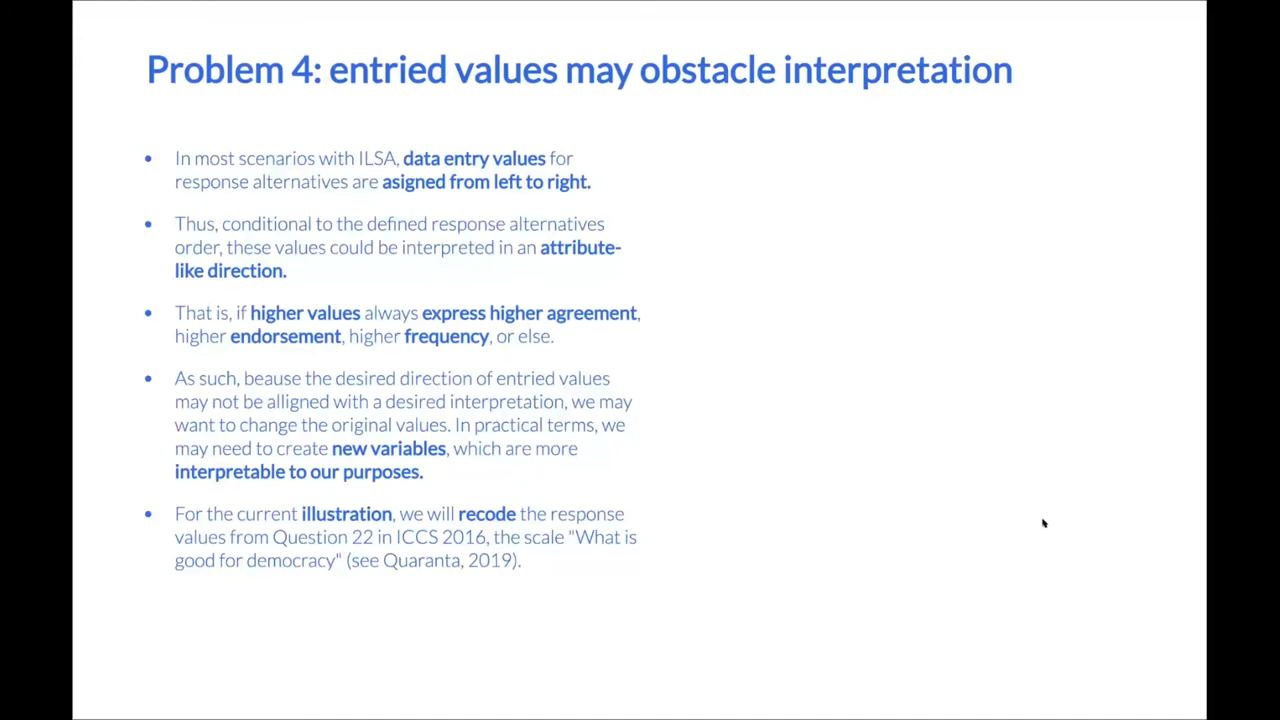 Problem 4: entried values may obstacle interpretation
• In most scenarios with ILSA, data entry values for
response alternatives are asigned from left to right.
• Thus, conditional to the defined response alternatives
order, these values could be interpreted in an attribute-
like direction.
• That is, if higher values always express higher agreement,
higher endorsement, higher frequency, or else.
• As such, beause the desired direction of entried values
may not be alligned with a desired interpretation, we may
want to change the original values. In practical terms, we
may need to create new variables, which are more
interpretable to our purposes.
• For the current illustration, we will recode the response
values from Question 22 in ICCS 2016, the scale "What is
good for democracy" (see Quaranta, 2019).